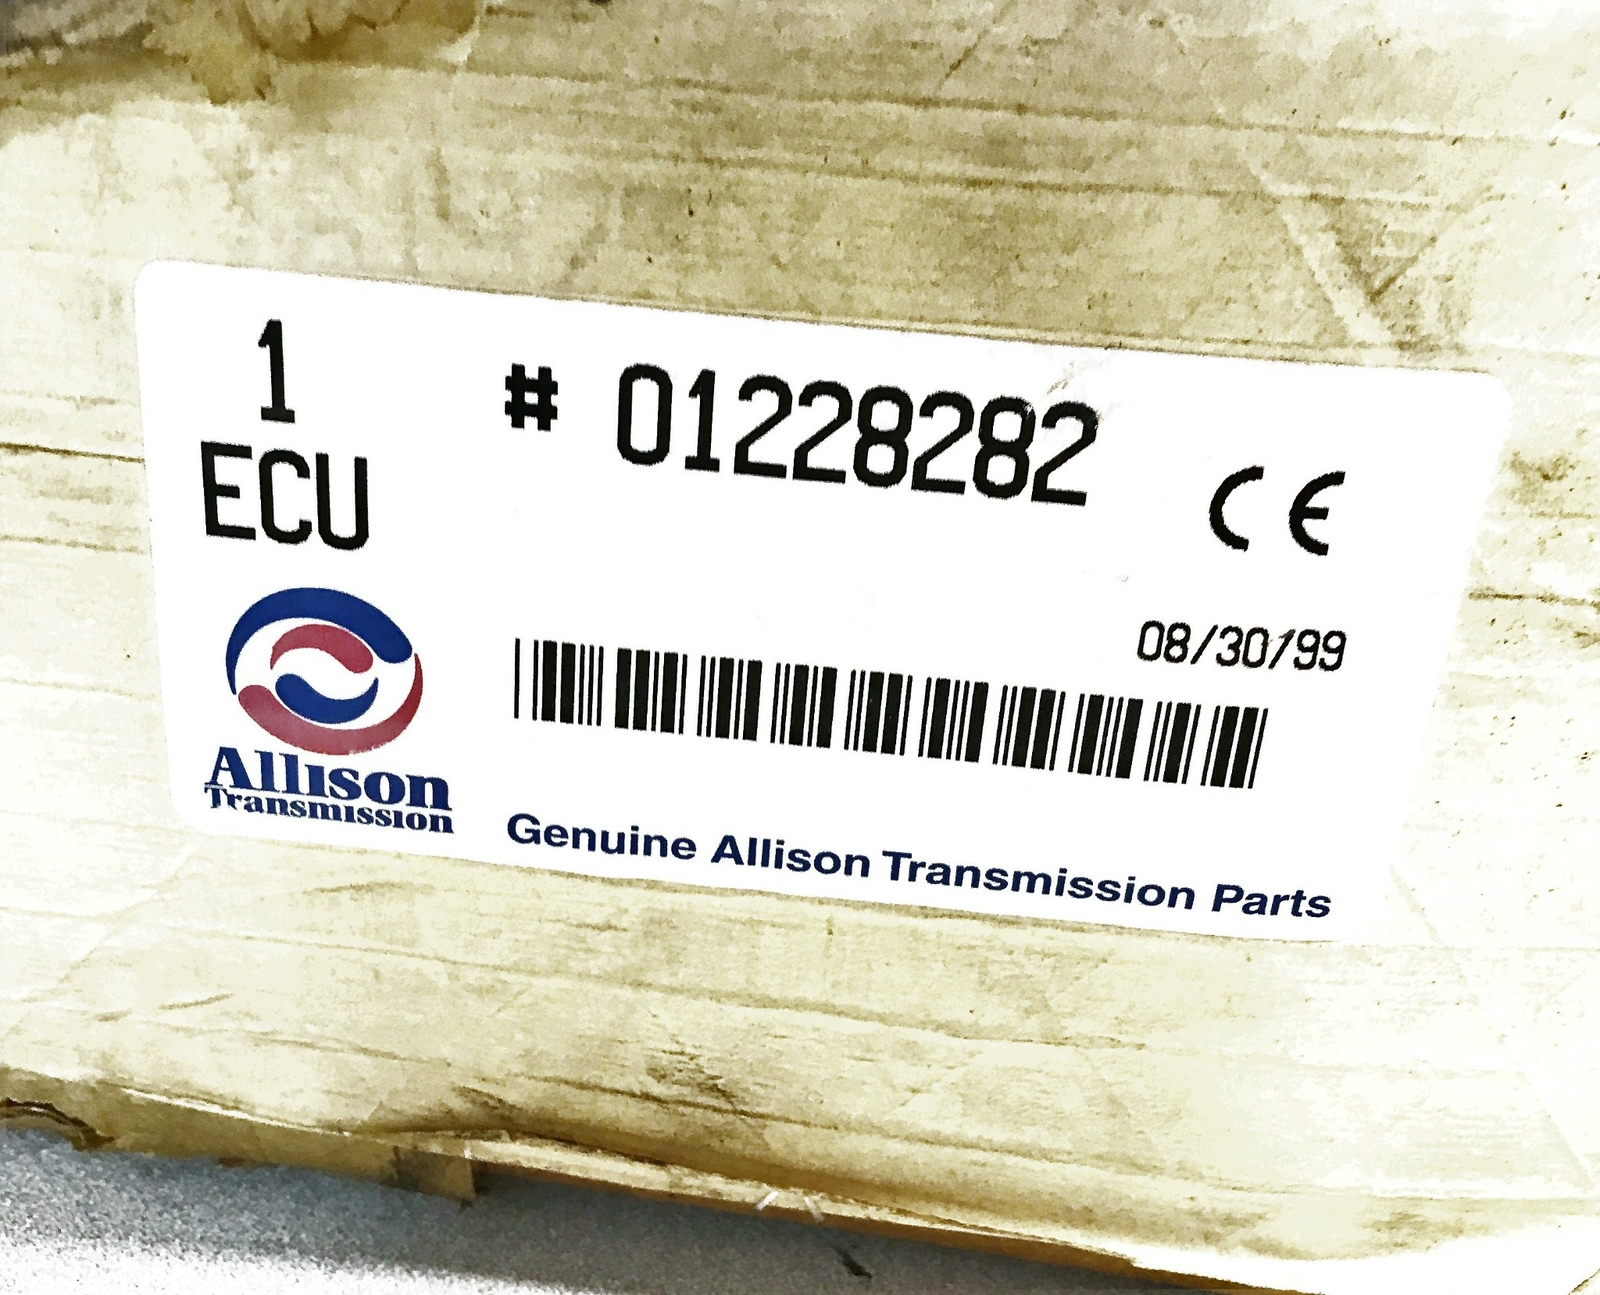 1
ECU
# 01228282
CE
08/30/99
Allison
Transmission
Genuine Allison Transmission Parts